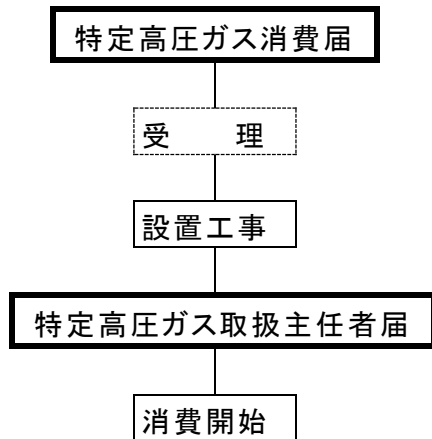 特定高圧ガス消費届
受　　理
設置工事
特定高圧ガス取扱主任者届
消費開始